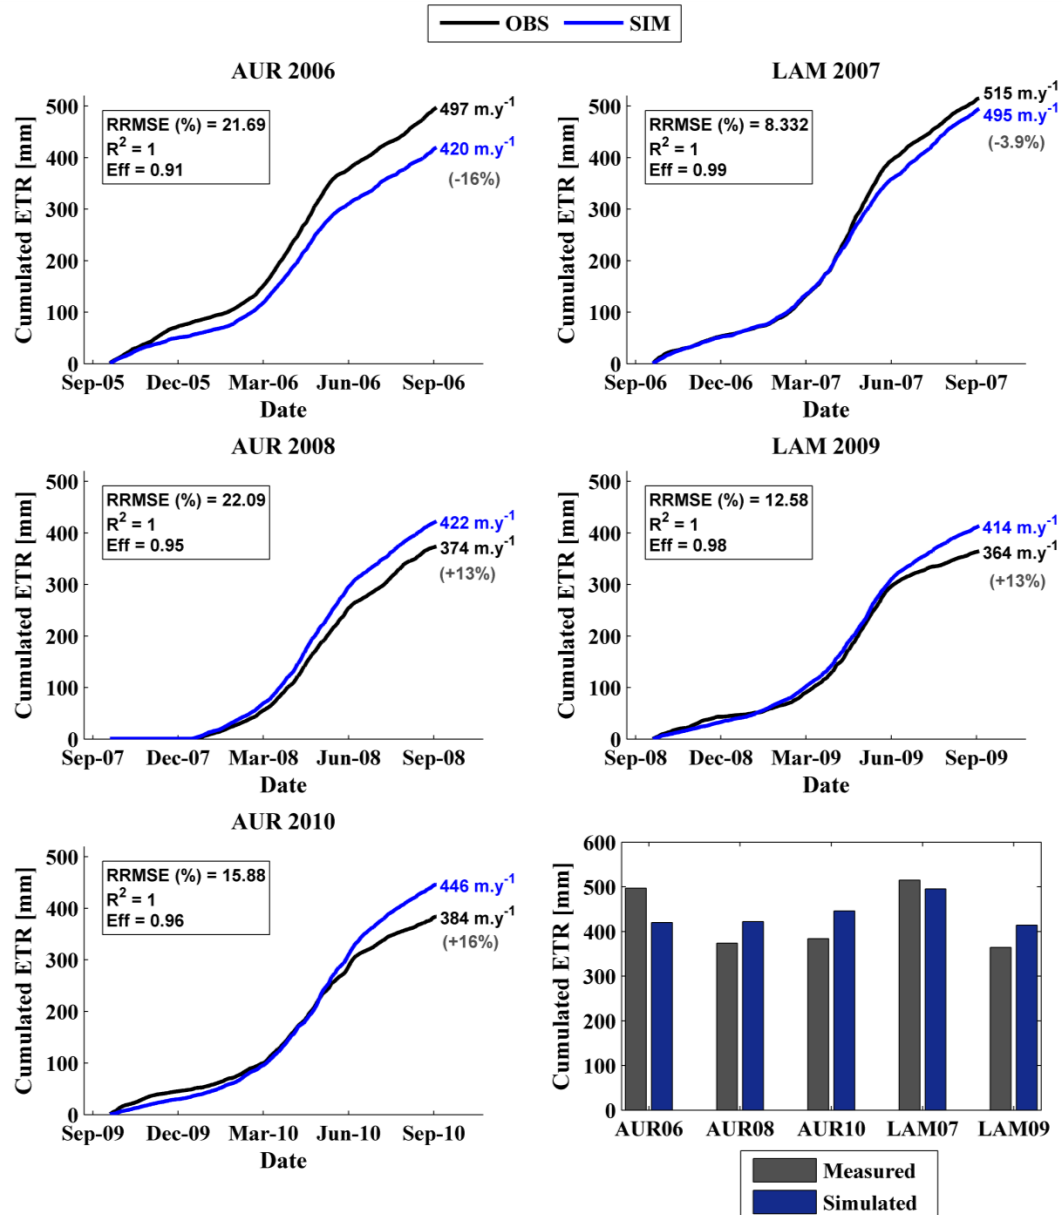 OBS SIM
AUR 2006
Cumulated ETR [mm]
500
400
300
200
100
0
RRMSE (%) = 21.69
R² = 1
Eff = 0.91
497 m.y⁻¹
420 m.y⁻¹
(-16%)
Sep-05 Dec-05 Mar-06 Jun-06 Sep-06
Date
LAM 2007
Cumulated ETR [mm]
500
400
300
200
100
0
RRMSE (%) = 8.332
R² = 1
Eff = 0.99
515 m.y⁻¹
495 m.y⁻¹
(-3.9%)
Sep-06 Dec-06 Mar-07 Jun-07 Sep-07
Date
AUR 2008
Cumulated ETR [mm]
500
400
300
200
100
0
RRMSE (%) = 22.09
R² = 1
Eff = 0.95
422 m.y⁻¹
374 m.y⁻¹
(+13%)
Sep-07 Dec-07 Mar-08 Jun-08 Sep-08
Date
LAM 2009
Cumulated ETR [mm]
500
400
300
200
100
0
RRMSE (%) = 12.58
R² = 1
Eff = 0.98
414 m.y⁻¹
364 m.y⁻¹
(+13%)
Sep-08 Dec-08 Mar-09 Jun-09 Sep-09
Date
AUR 2010
Cumulated ETR [mm]
500
400
300
200
100
0
RRMSE (%) = 15.88
R² = 1
Eff = 0.96
446 m.y⁻¹
384 m.y⁻¹
(+16%)
Sep-09 Dec-09 Mar-10 Jun-10 Sep-10
Date
Cumulated ETR [mm]
600
500
400
300
200
100
0
AUR06 AUR08 AUR10 LAM07 LAM09
Measured
Simulated